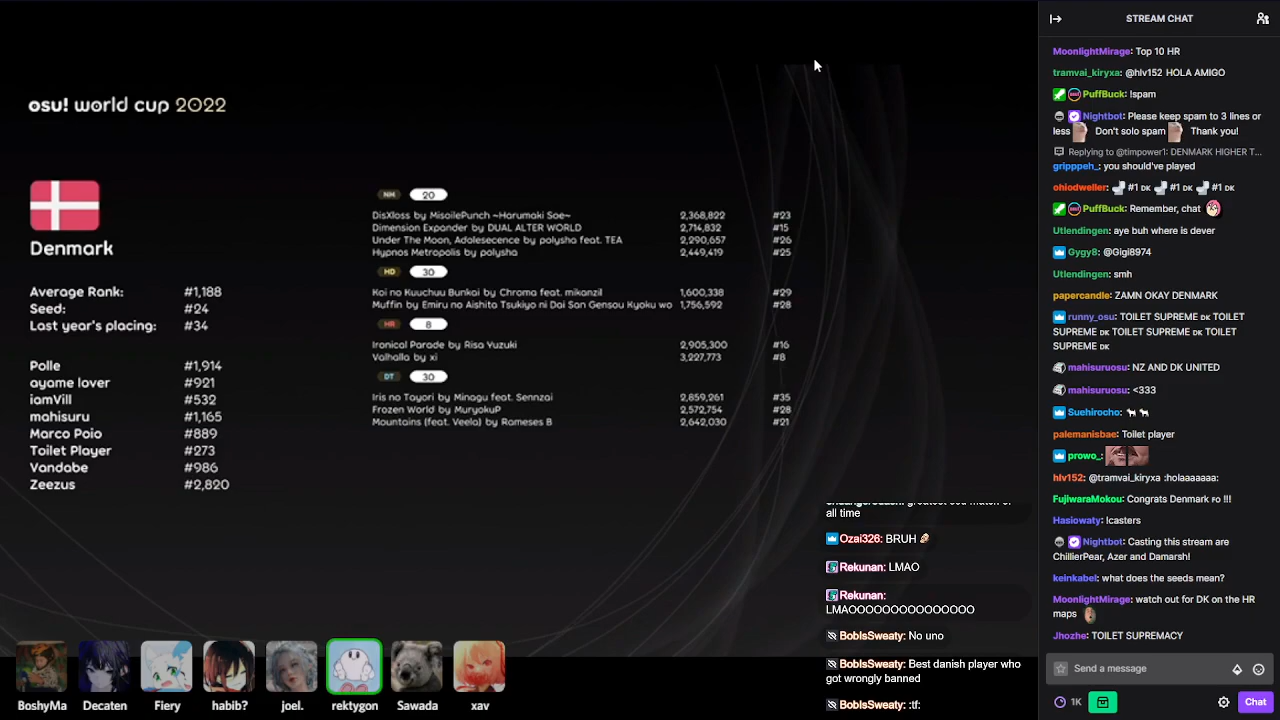 osu! world cup 2022
Denmark
Average Rank: #1,188
Seed: #24
Last year's placing: #34
Polle #1,914
ayame lover #921
iamVill #532
mahisuru #1,165
Marco Poio #889
Toilet Player #273
Vandabe #986
Zeezus #2,820
NM 20
DisXloss by MisoilePunch ~Harumaki Soe~ 2,368,822 #23
Dimension Expander by DUAL ALTER WORLD 2,714,832 #15
Under The Moon, Adolesecence by polysha feat. TEA 2,290,657 #26
Hypnos Metropolis by polysha 2,449,419 #25
HD 30
Koi no Kuuchuu Bunkai by Chroma feat. mikanzil 1,600,338 #29
Muffin by Emiru no Aishita Tsukiyo ni Dai San Gensou Kyoku wo 1,756,592 #28
HR 8
Ironical Parade by Risa Yuzuki 2,905,300 #16
Valhalla by xi 3,227,773 #8
DT 30
Iris no Tayori by Minagu feat. Sennzai 2,859,261 #35
Frozen World by MuryokuP 2,572,754 #28
Mountains (feat. Veela) by Rameses B 2,642,030 #21
all time
Ozai326: BRUH
Rekunan: LMAO
Rekunan:
LMAOOOOOOOOOOOOOOOO
BobIsSweaty: No uno
BobIsSweaty: Best danish player who
got wrongly banned
BobIsSweaty: :tf:
BoshyMa
Decaten
Fiery
habib?
joel.
rektygon
Sawada
xav
STREAM CHAT
MoonlightMirage: Top 10 HR
tramvai_kiryxa: @hlv152 HOLA AMIGO
PuffBuck: !spam
Nightbot: Please keep spam to 3 lines or
less Don't solo spam Thank you!
Replying to @timpower1: DENMARK HIGHER T...
gripppeh_: you should've played
ohiodweller: #1 DK #1 DK #1 DK
PuffBuck: Remember, chat
Utlendingen: aye buh where is dever
Gygy8: @Gigi8974
Utlendingen: smh
papercandle: ZAMN OKAY DENMARK
runny_osu: TOILET SUPREME DK TOILET
SUPREME DK TOILET SUPREME DK TOILET
SUPREME DK
mahisuruosu: NZ AND DK UNITED
mahisuruosu: <333
Suehirocho:
palemanisbae: Toilet player
prowo_:
hlv152: @tramvai_kiryxa :holaaaaaaa:
FujiwaraMokou: Congrats Denmark FO !!!
Hasiowaty: !casters
Nightbot: Casting this stream are
ChillierPear, Azer and Damarsh!
keinkabel: what does the seeds mean?
MoonlightMirage: watch out for DK on the HR
maps
Jhozhe: TOILET SUPREMACY
Send a message
1K
Chat